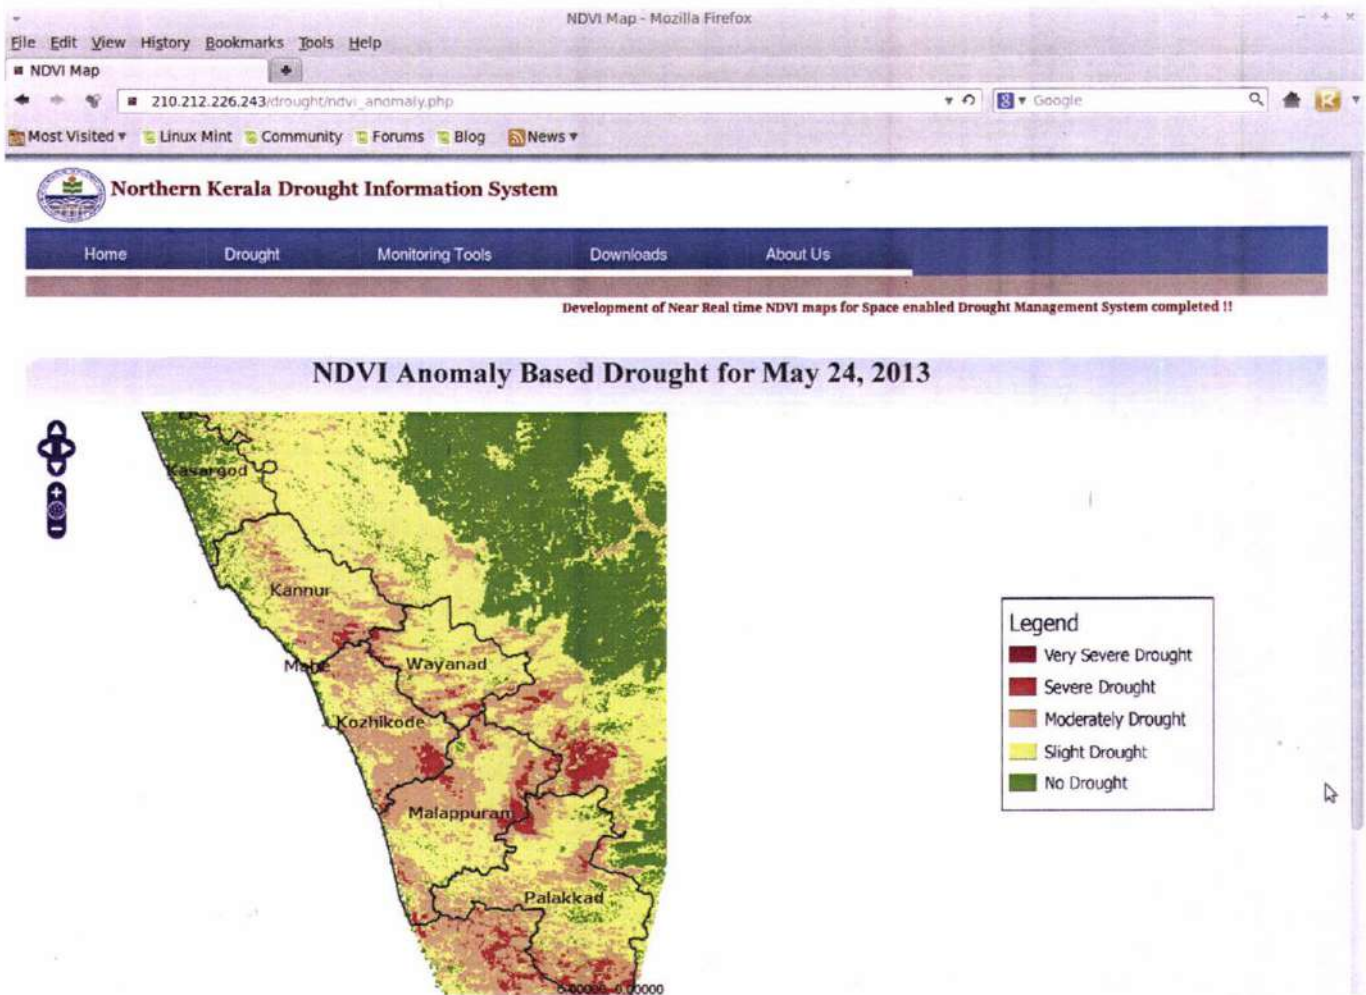 NDVI Map - Mozilla Firefox
File Edit View History Bookmarks Tools Help
NDVI Map
210.212.226.243/drought/ndvi_anomaly.php
Google
Most Visited Linux Mint Community Forums Blog News
Northern Kerala Drought Information System
Home Drought Monitoring Tools Downloads About Us
Development of Near Real time NDVI maps for Space enabled Drought Management System completed !!
NDVI Anomaly Based Drought for May 24, 2013
Kasargod
Kannur
Mahe
Wayanad
Kozhikode
Malappuram
Palakkad
Legend
Very Severe Drought
Severe Drought
Moderately Drought
Slight Drought
No Drought